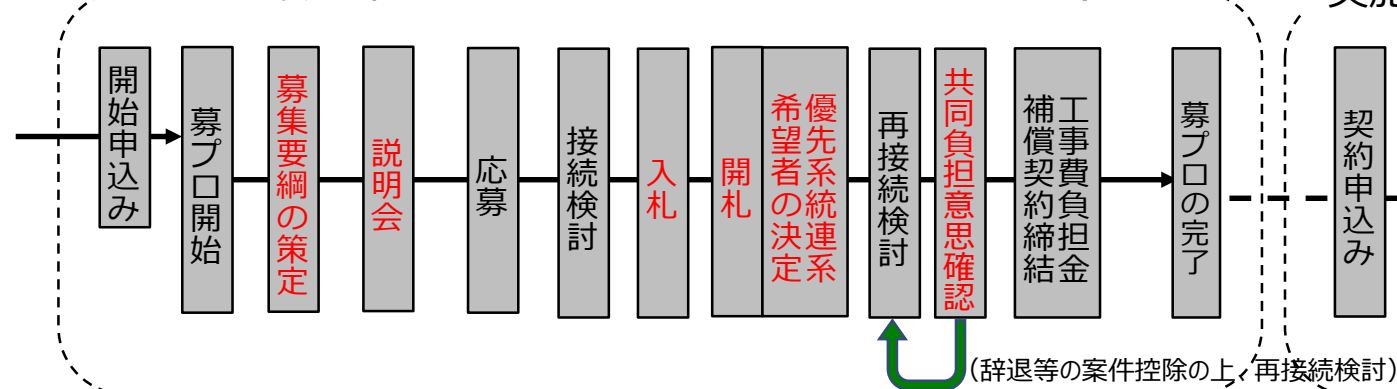 開始申込み
募プロ開始
募集要綱の策定
説明会
応募
接続検討
入札
開札
優先系統連系
希望者の決定
再接続検討
共同負担意思確認
工事費負担金
補償契約締結
募プロの完了
契約申込み
(辞退等の案件控除の上、再接続検討)